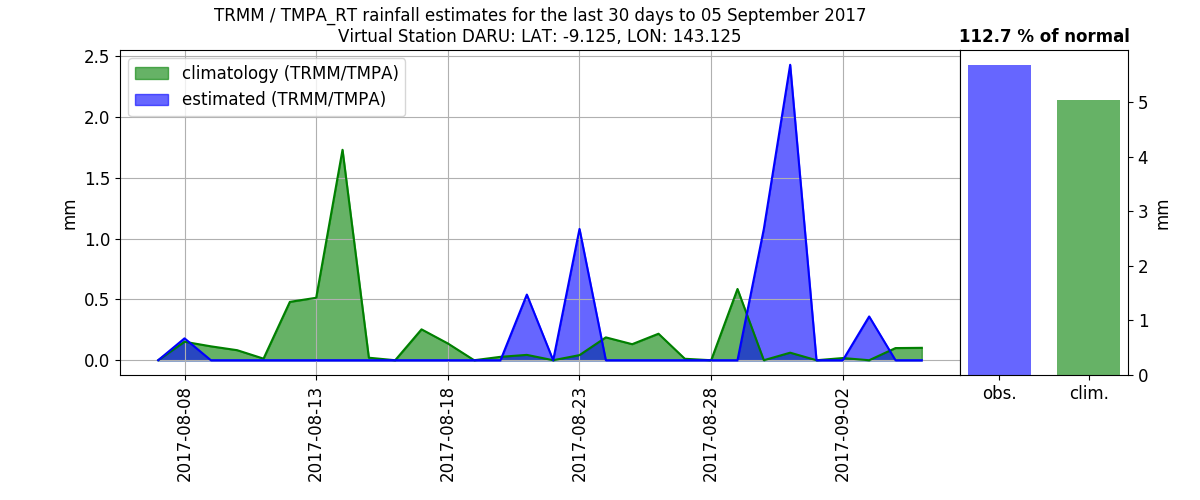 TRMM / TMPA_RT rainfall estimates for the last 30 days to 05 September 2017
Virtual Station DARU: LAT: -9.125, LON: 143.125
112.7 % of normal
climatology (TRMM/TMPA)
estimated (TRMM/TMPA)
mm
2.5
2.0
1.5
1.0
0.5
0.0
2017-08-08
2017-08-13
2017-08-18
2017-08-23
2017-08-28
2017-09-02
obs.
clim.
5
4
3
2
1
0
mm